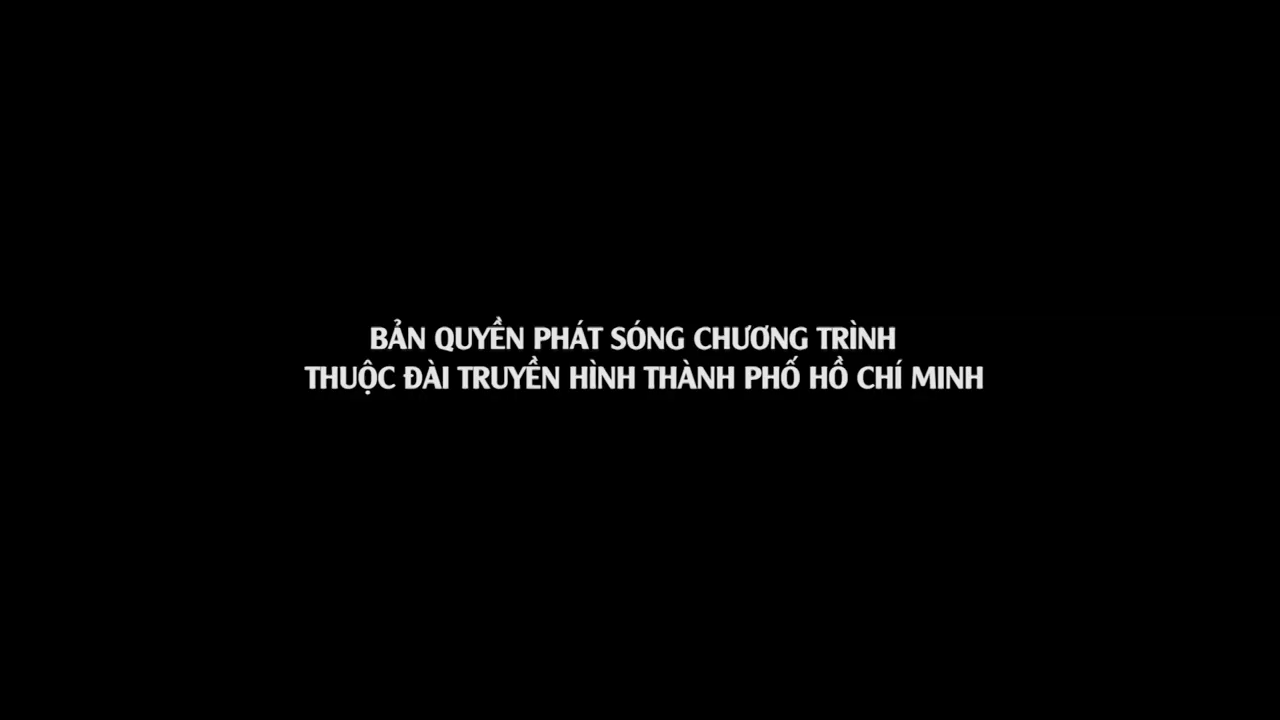 BẢN QUYỀN PHÁT SÓNG CHƯƠNG TRÌNH
THUỘC ĐÀI TRUYỀN HÌNH THÀNH PHỐ HỒ CHÍ MINH